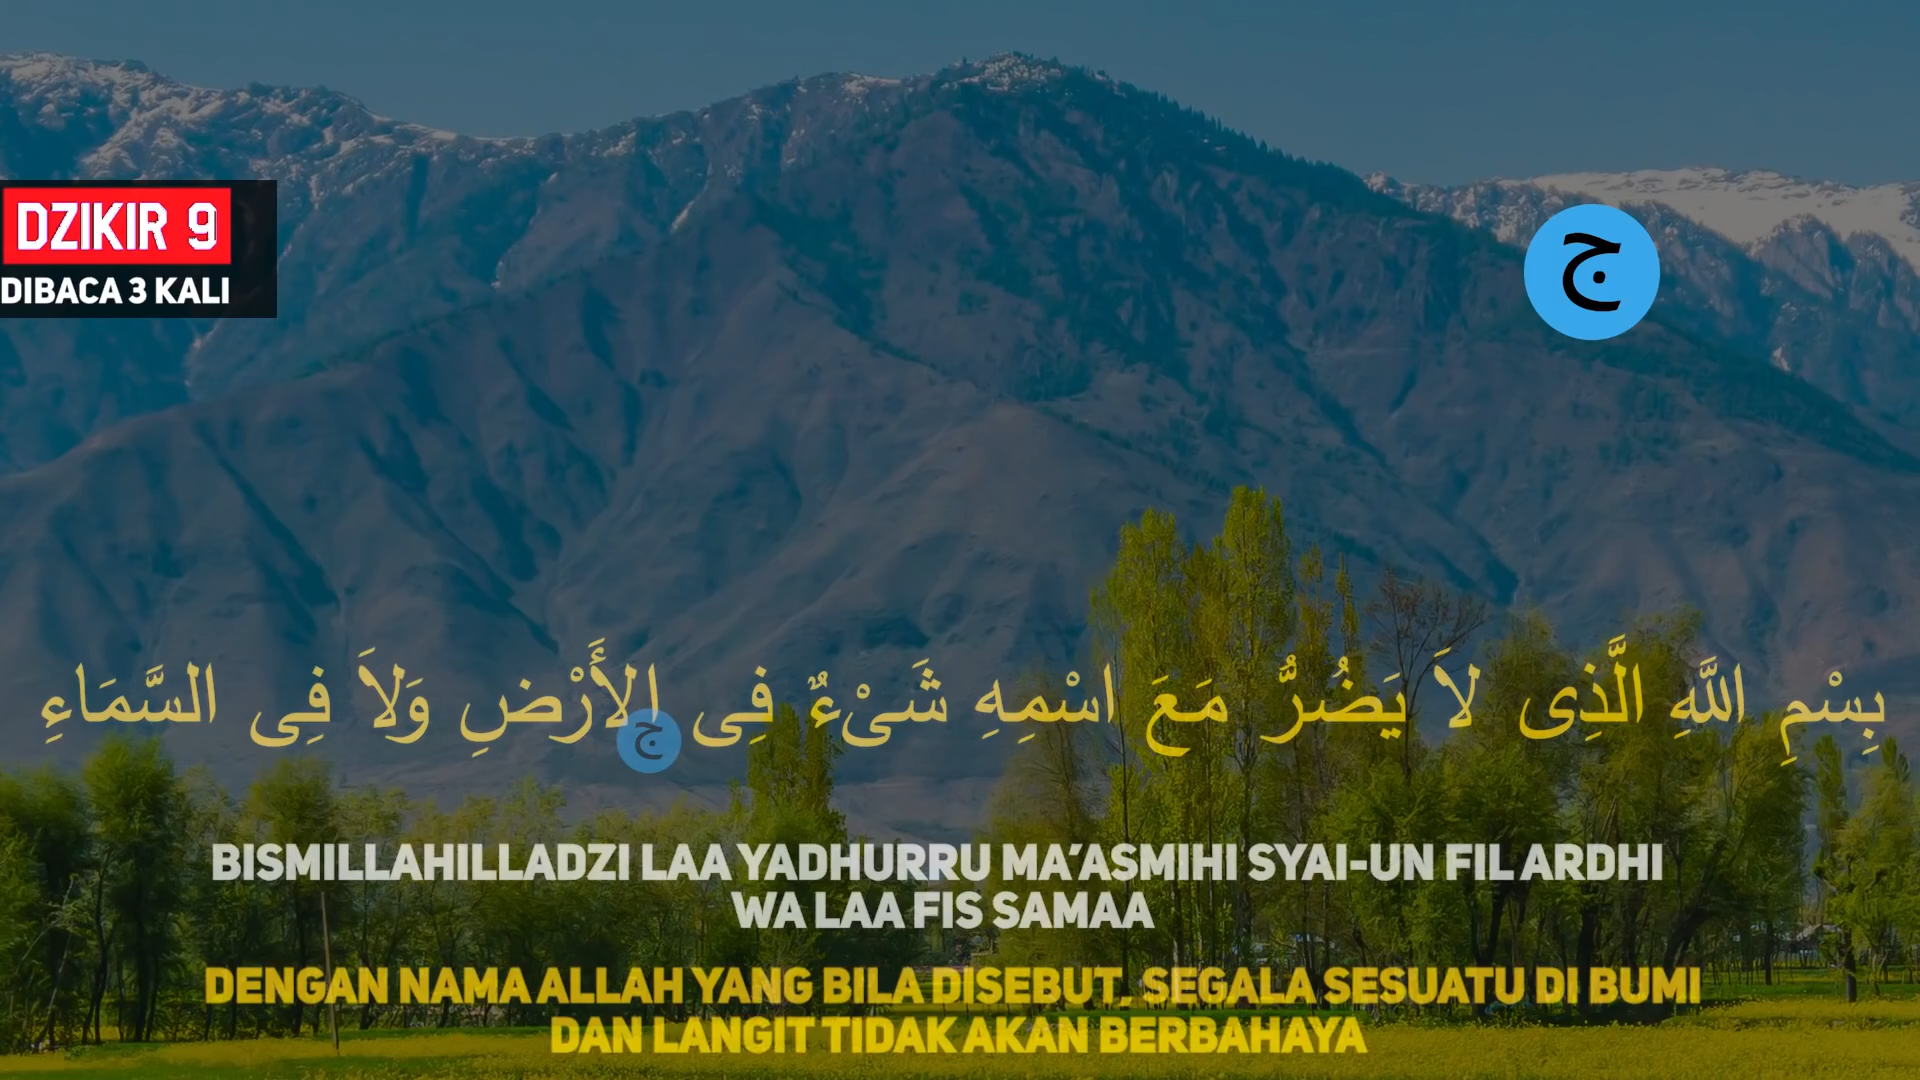 DZIKIR 9
DIBACA 3 KALI
ج
بِسْمِ اللَّهِ الَّذِى لاَ يَضُرُّ مَعَ اسْمِهِ شَىْءٌ فِى الأَرْضِ وَلاَ فِى السَّمَاءِ
ج
BISMILLAHILLADZI LAA YADHURRU MA'ASMIHI SYAI-UN FIL ARDHI
WA LAA FIS SAMAA
DENGAN NAMA ALLAH YANG BILA DISEBUT, SEGALA SESUATU DI BUMI
DAN LANGIT TIDAK AKAN BERBAHAYA